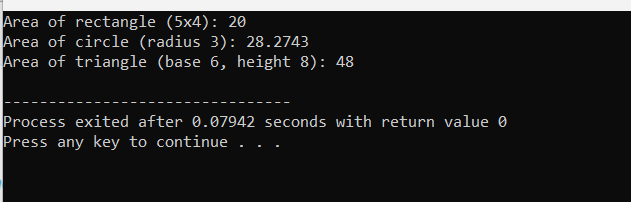 Area of rectangle (5x4): 20
Area of circle (radius 3): 28.2743
Area of triangle (base 6, height 8): 48
--------------------------------
Process exited after 0.07942 seconds with return value 0
Press any key to continue . . .